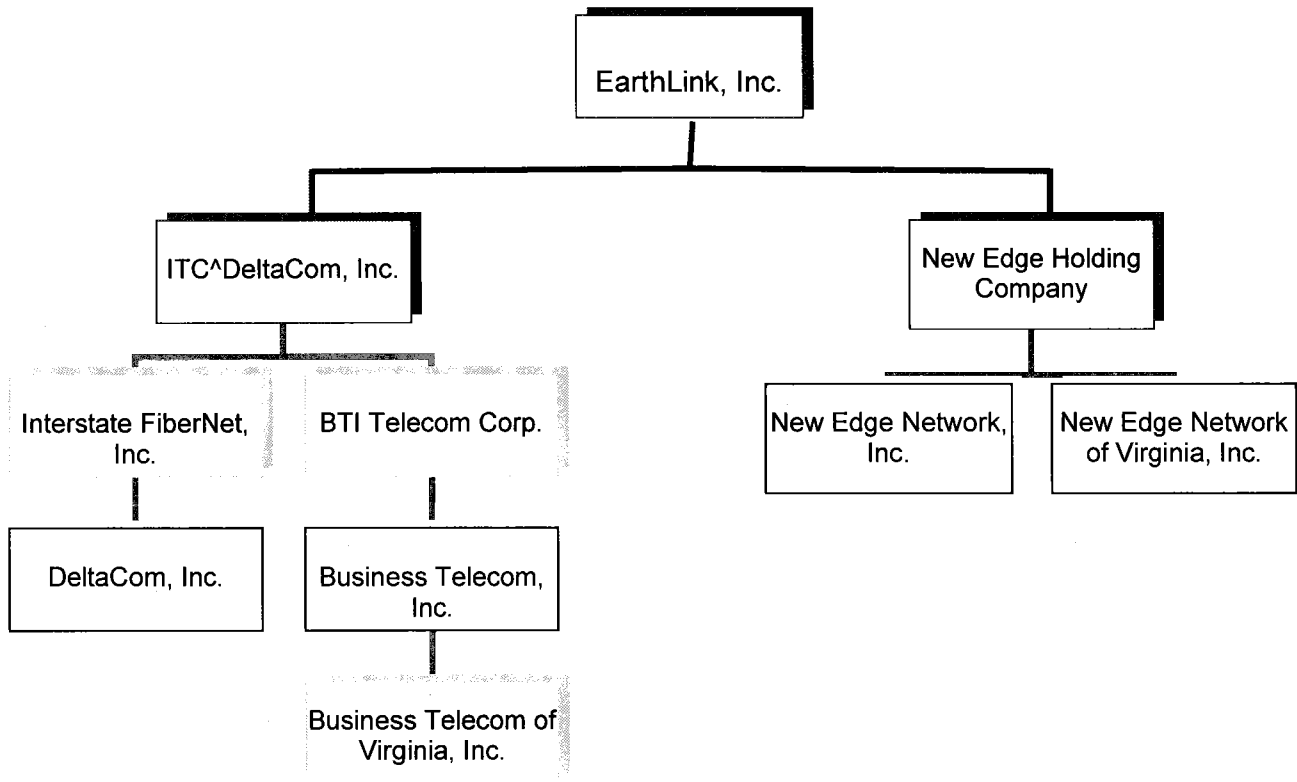 EarthLink, Inc.
ITC^DeltaCom, Inc.
New Edge Holding
Company
Interstate FiberNet,
Inc.
BTI Telecom Corp.
New Edge Network,
Inc.
New Edge Network
of Virginia, Inc.
DeltaCom, Inc.
Business Telecom,
Inc.
Business Telecom of
Virginia, Inc.